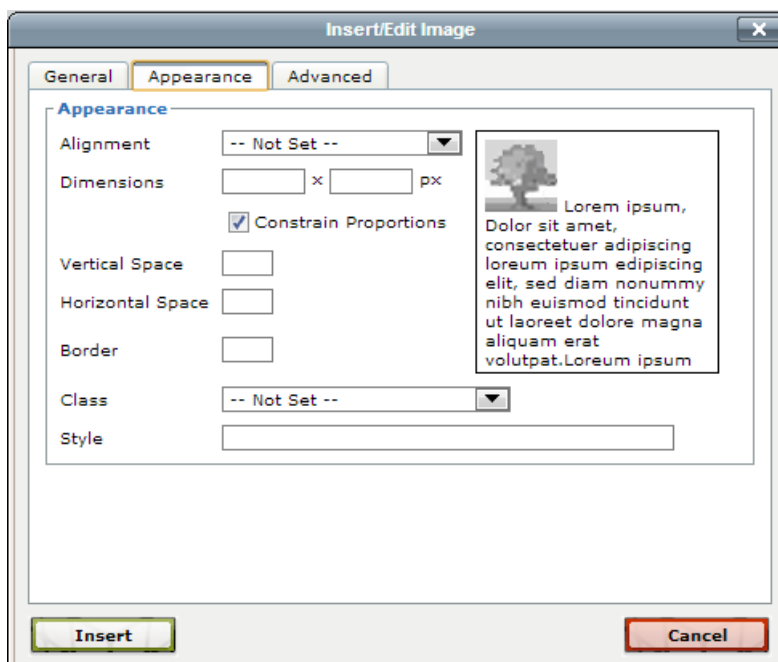 Insert/Edit Image
General Appearance Advanced
Appearance
Alignment -- Not Set --
Dimensions x px
Constrain Proportions
Vertical Space
Horizontal Space
Border
Lorem ipsum,
Dolor sit amet,
consectetuer adipiscing
loreum ipsum edipiscing
elit, sed diam nonummy
nibh euismod tincidunt
ut laoreet dolore magna
aliquam erat
volutpat.Loreum ipsum
Class -- Not Set --
Style
Insert Cancel